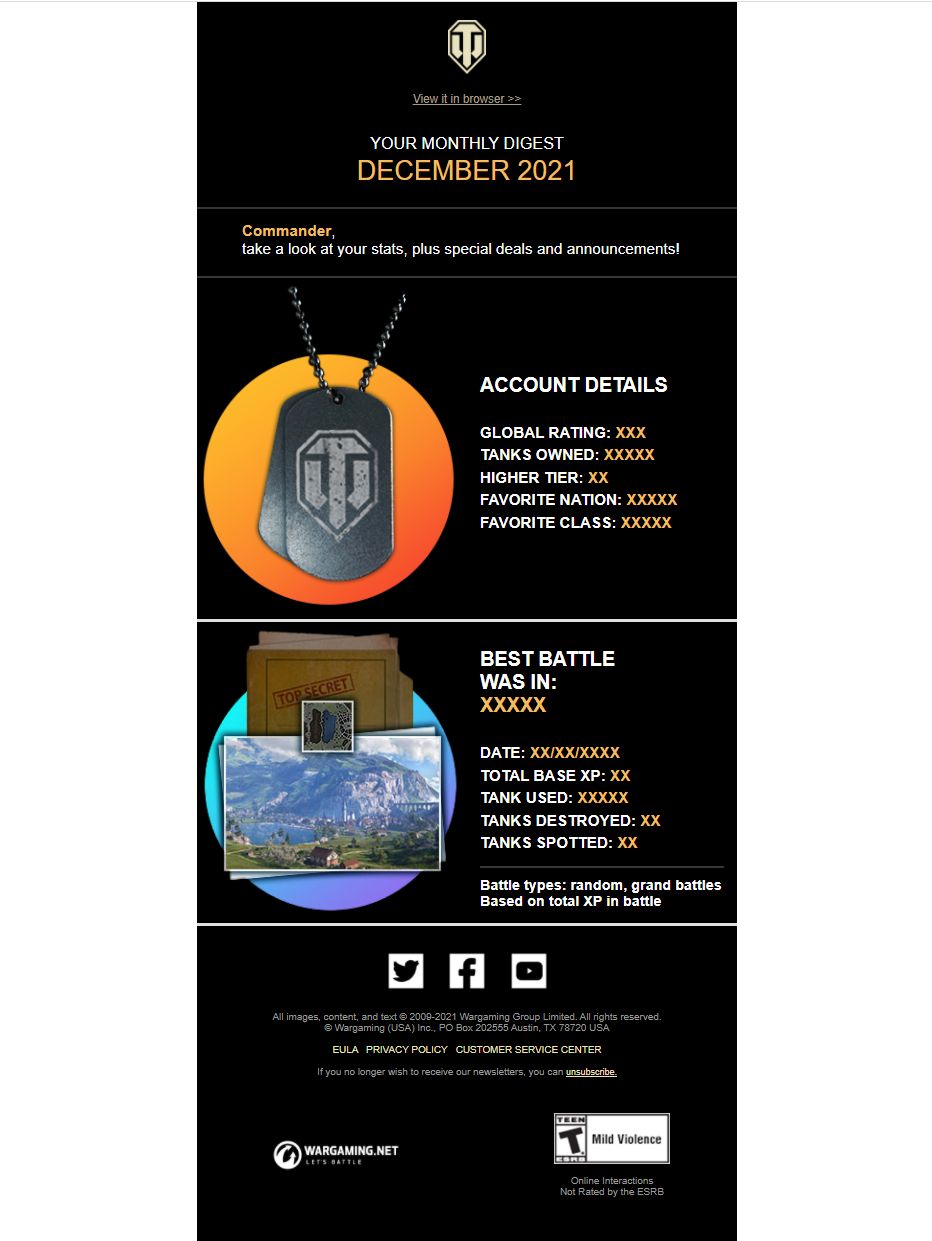 View it in browser >>
YOUR MONTHLY DIGEST
DECEMBER 2021
Commander,
take a look at your stats, plus special deals and announcements!
ACCOUNT DETAILS
GLOBAL RATING: XXX
TANKS OWNED: XXXXX
HIGHER TIER: XX
FAVORITE NATION: XXXXX
FAVORITE CLASS: XXXXX
TOP SECRET
BEST BATTLE
WAS IN:
XXXXX
DATE: XX/XX/XXXX
TOTAL BASE XP: XX
TANK USED: XXXXX
TANKS DESTROYED: XX
TANKS SPOTTED: XX
Battle types: random, grand battles
Based on total XP in battle
All images, content, and text © 2009-2021 Wargaming Group Limited. All rights reserved.
© Wargaming (USA) Inc., PO Box 202555 Austin, TX 78720 USA
EULA PRIVACY POLICY CUSTOMER SERVICE CENTER
If you no longer wish to receive our newsletters, you can unsubscribe.
WARGAMING.NET
LET'S BATTLE
TEEN
T
ESRB
Mild Violence
Online Interactions
Not Rated by the ESRB